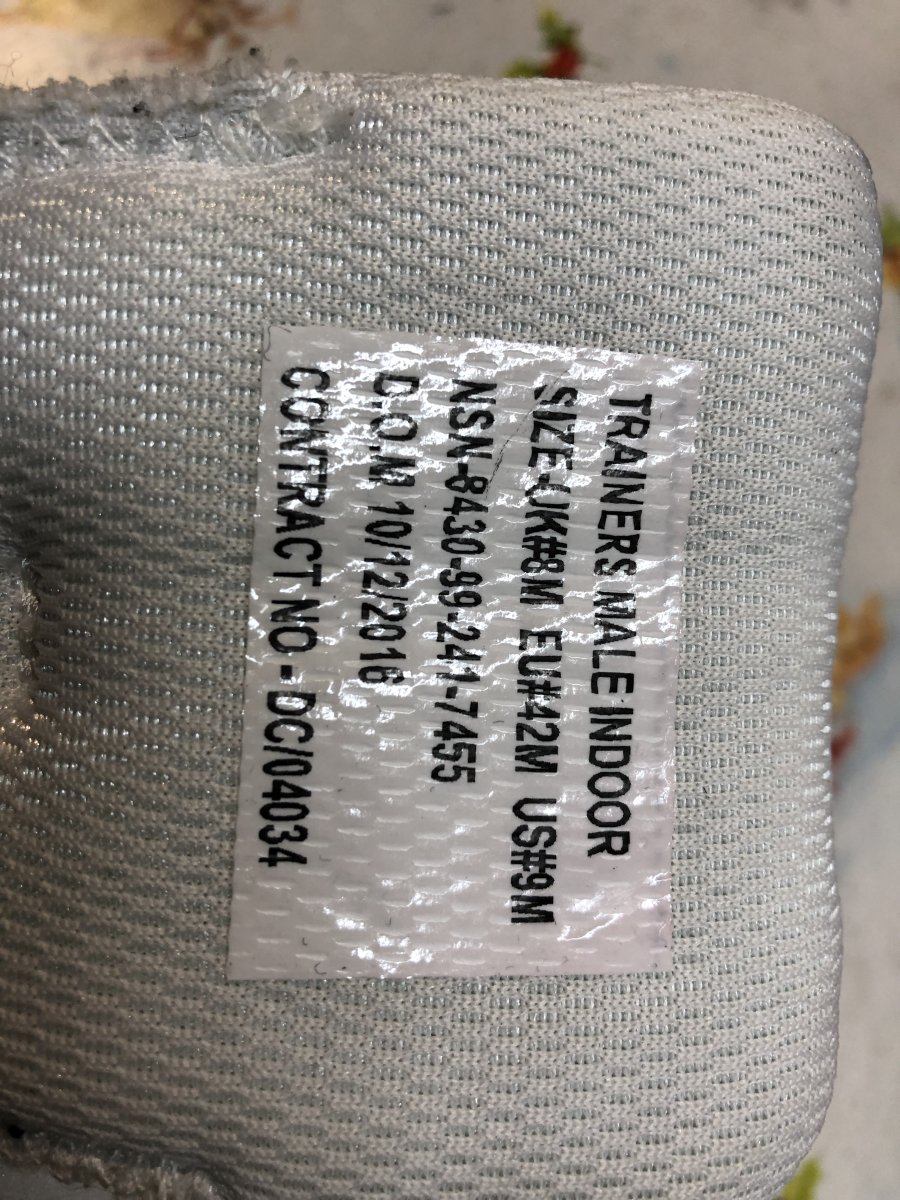 TRAINERS MALE INDOOR
SIZE-UK#8M EU#42M US#9M
NSN-8430-99-241-7455
D.O.M 10/12/2016
CONTRACT NO - DC/04034